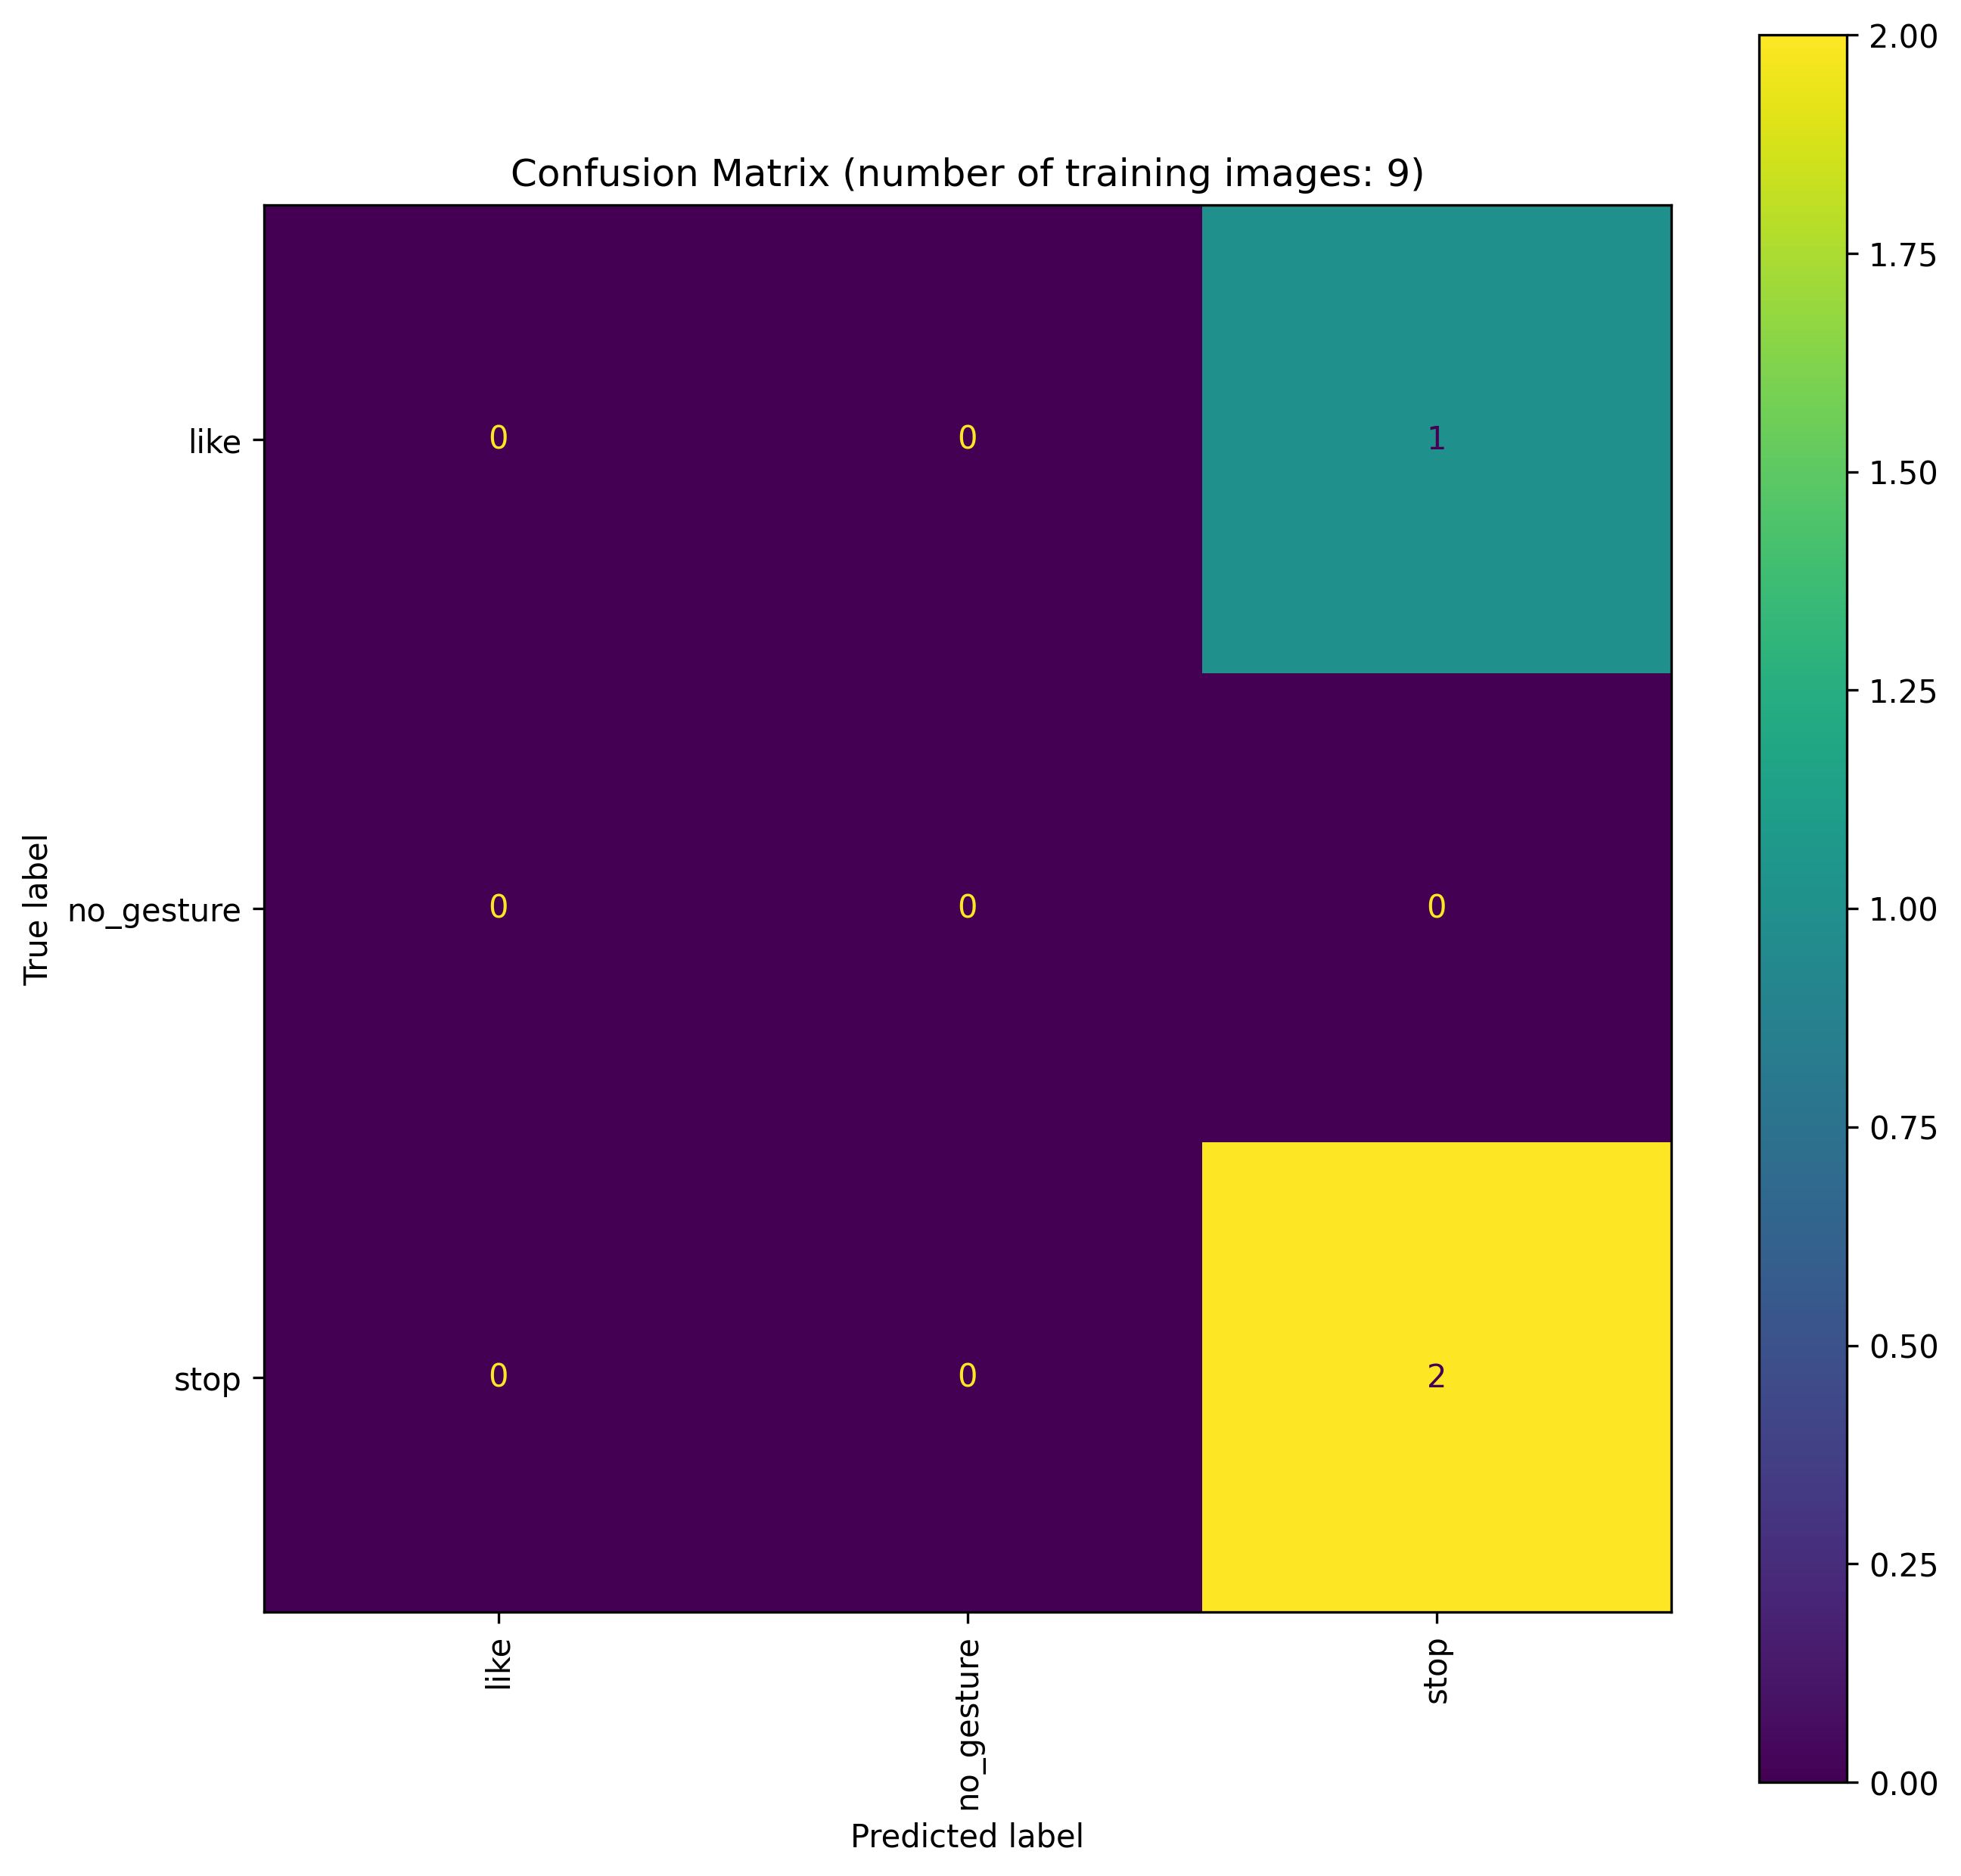 Confusion Matrix (number of training images: 9)
True label
like
no_gesture
stop
0 0 1
0 0 0
0 0 2
like
no_gesture
stop
Predicted label
2.00
1.75
1.50
1.25
1.00
0.75
0.50
0.25
0.00